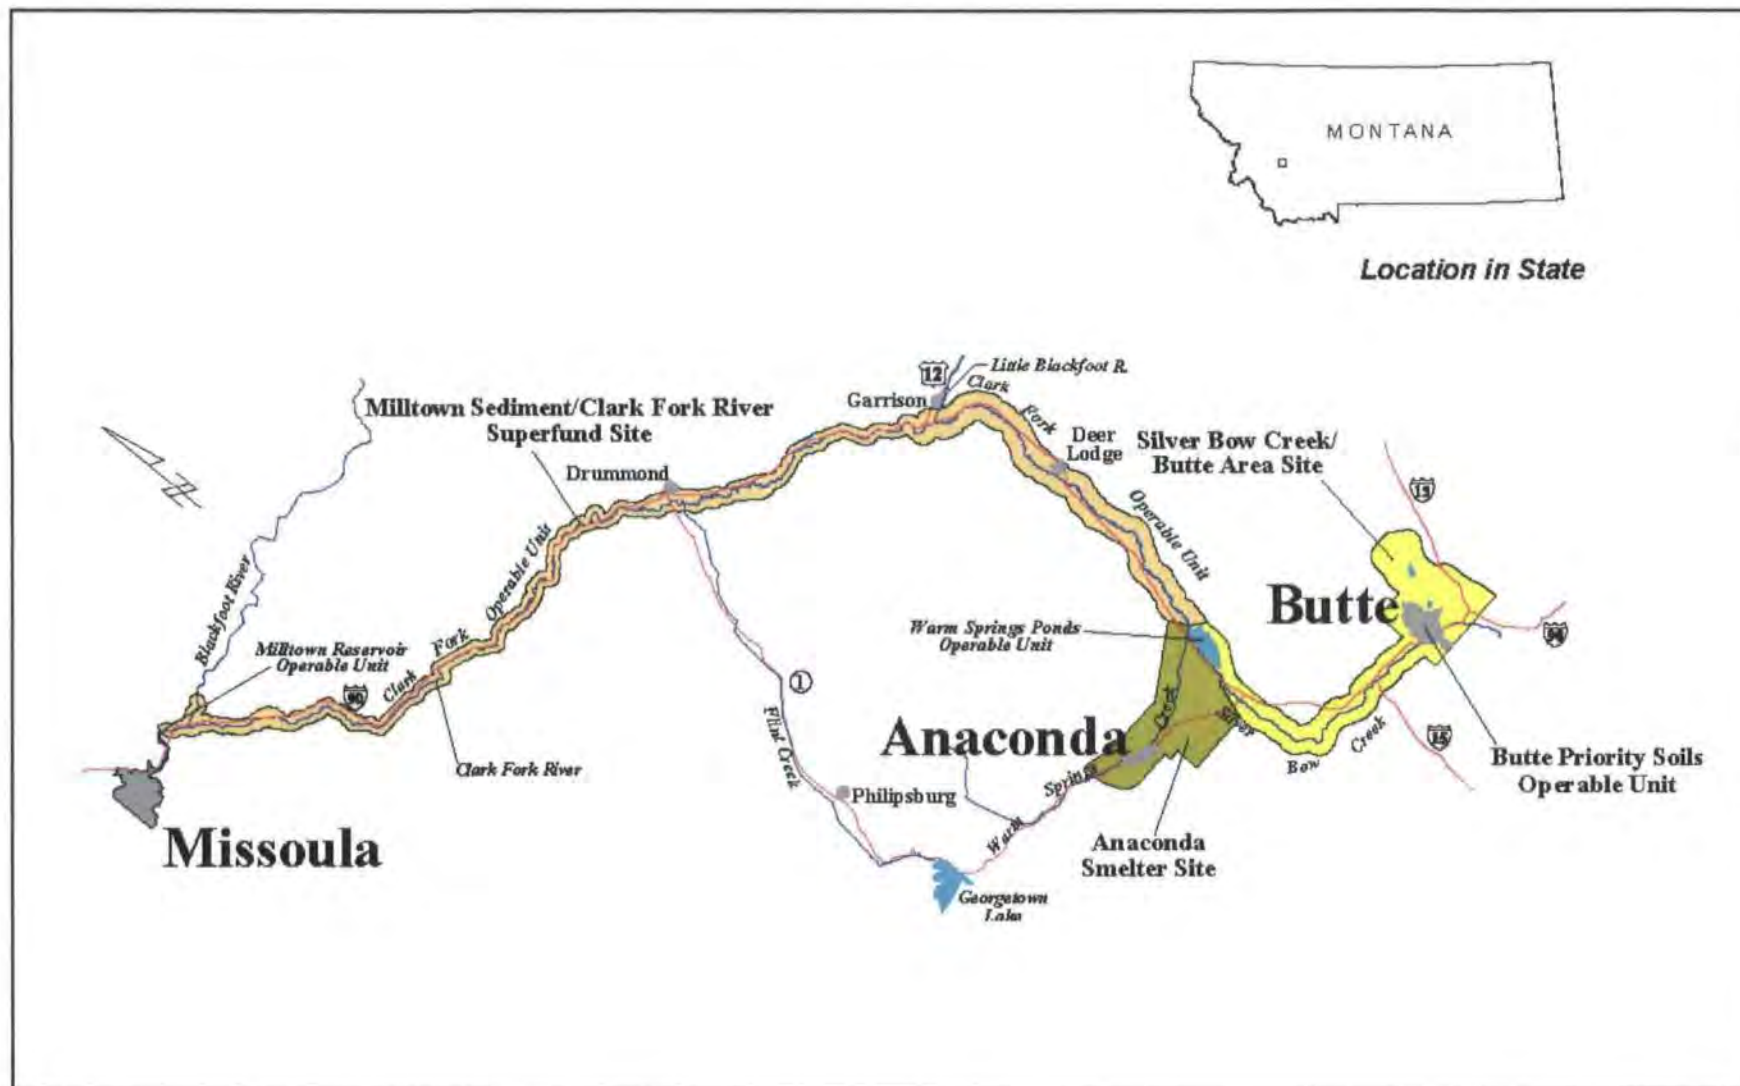 MONTANA
Location in State
12
Little Blackfoot R.
Clark
Garrison
Fork
Milltown Sediment/Clark Fork River
Superfund Site
Deer
Lodge
Silver Bow Creek/
Butte Area Site
Drummond
15
Operable Unit
Operable Unit
Blackfoot River
Butte
Warm Springs Ponds
Operable Unit
90
Milltown Reservoir
Operable Unit
Fork
Clark
90
1
Flint Creek
Creek
Silver
Anaconda
Creek
15
Bow
Butte Priority Soils
Operable Unit
Clark Fork River
Springs
Philipsburg
Warm
Missoula
Anaconda
Smelter Site
Georgetown
Lake